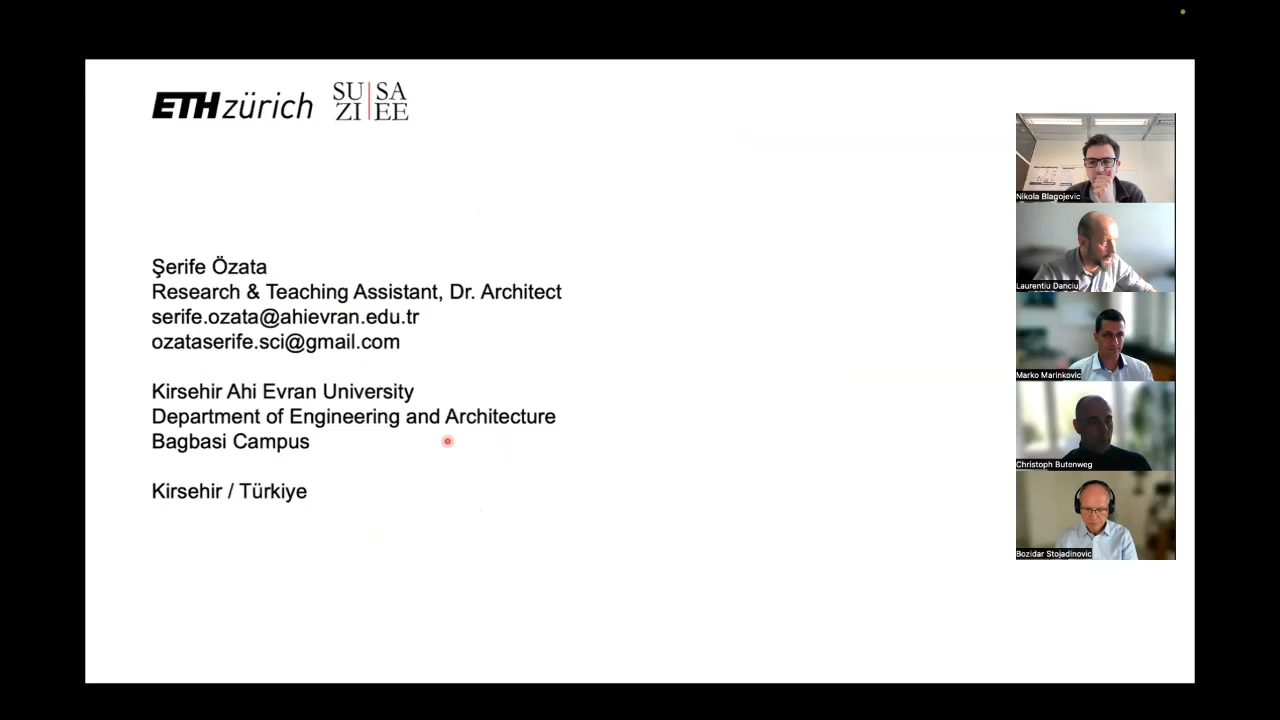 ETH zürich
SU|SA
ZI|EE
Şerife Özata
Research & Teaching Assistant, Dr. Architect
serife.ozata@ahievran.edu.tr
ozataserife.sci@gmail.com
Kirsehir Ahi Evran University
Department of Engineering and Architecture
Bagbasi Campus
Kirsehir / Türkiye
Nikola Blagojevic
Laurentiu Danciu
Marko Marinkovic
Christoph Butenweg
Bozidar Stojadinovic